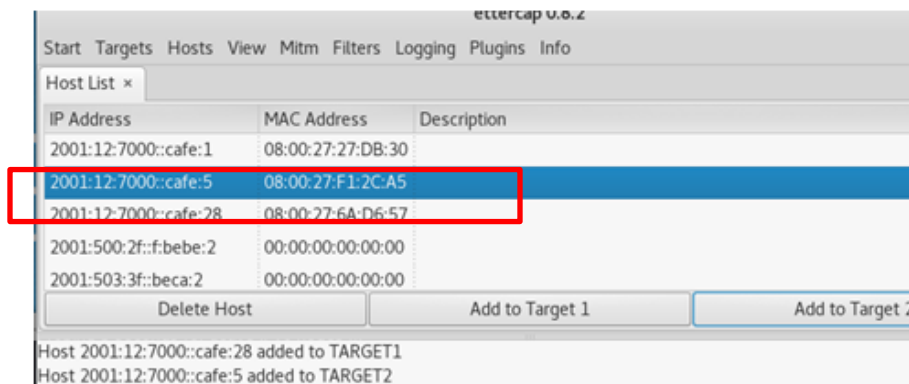 ettercap 0.8.2
Start Targets Hosts View Mitm Filters Logging Plugins Info
Host List ×
IP Address MAC Address Description
2001:12:7000::cafe:1 08:00:27:27:DB:30
2001:12:7000::cafe:5 08:00:27:F1:2C:A5
2001:12:7000::cafe:28 08:00:27:6A:D6:57
2001:500:2f::f:bebe:2 00:00:00:00:00:00
2001:503:3f::beca:2 00:00:00:00:00:00
Delete Host Add to Target 1 Add to Target 2
Host 2001:12:7000::cafe:28 added to TARGET1
Host 2001:12:7000::cafe:5 added to TARGET2